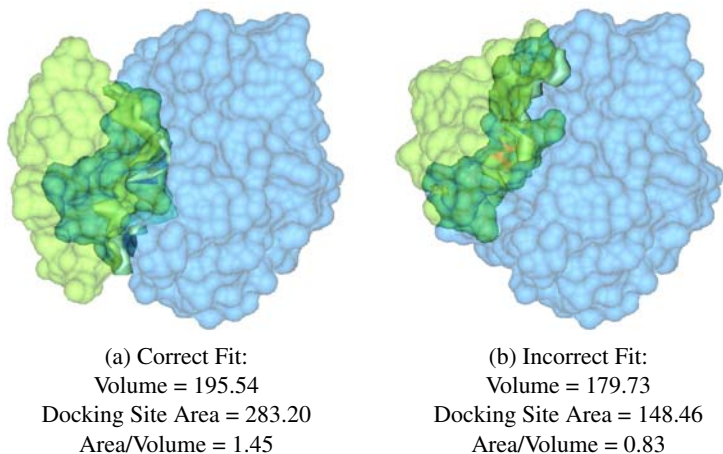 (a) Correct Fit:
Volume = 195.54
Docking Site Area = 283.20
Area/Volume = 1.45
(b) Incorrect Fit:
Volume = 179.73
Docking Site Area = 148.46
Area/Volume = 0.83